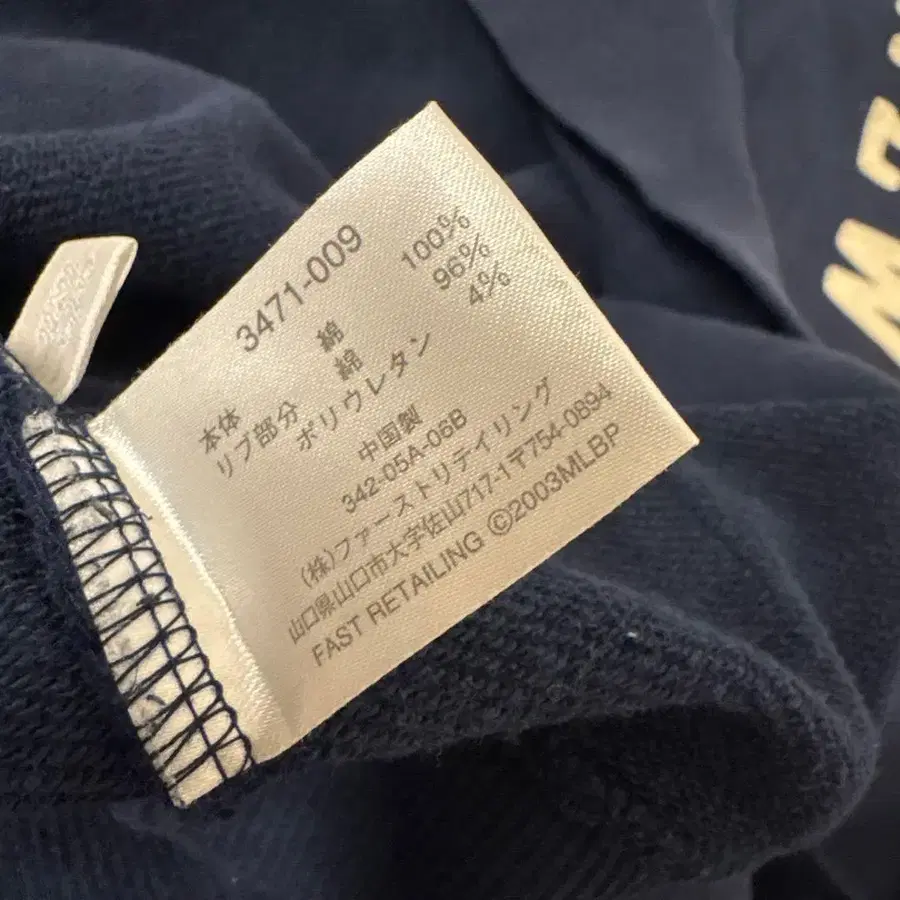 3471-009
本体 綿 100%
リブ部分 綿 96%
ポリウレタン 4%
中国製
342-05A-06B
(株)ファーストリテイリング
山口県山口市大字佐山717-1〒754-0894
FAST RETAILING ©2003MLBP